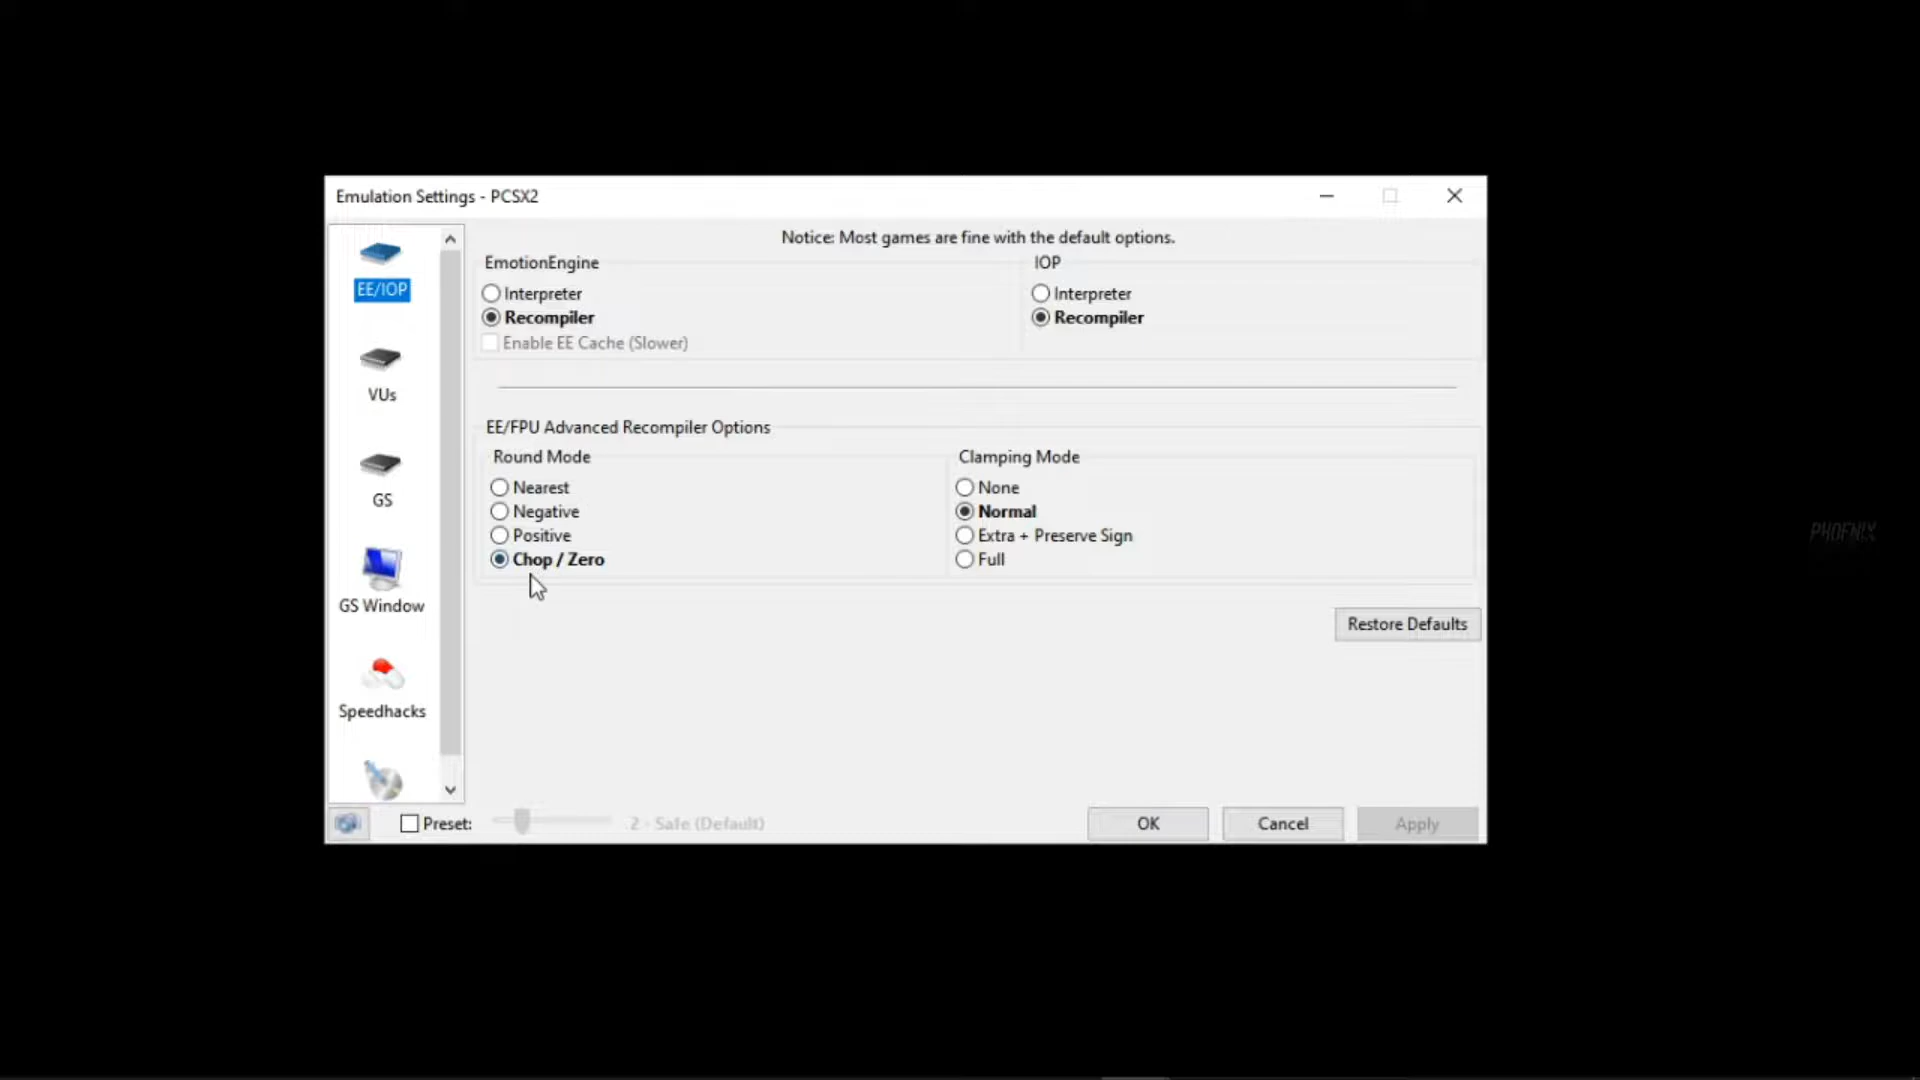 Emulation Settings - PCSX2
Notice: Most games are fine with the default options.
EE/IOP
VUs
GS
GS Window
Speedhacks
EmotionEngine
Interpreter
Recompiler
Enable EE Cache (Slower)
IOP
Interpreter
Recompiler
EE/FPU Advanced Recompiler Options
Round Mode
Nearest
Negative
Positive
Chop / Zero
Clamping Mode
None
Normal
Extra + Preserve Sign
Full
Restore Defaults
Preset:
2 - Safe (Default)
OK
Cancel
Apply
PHOENIX